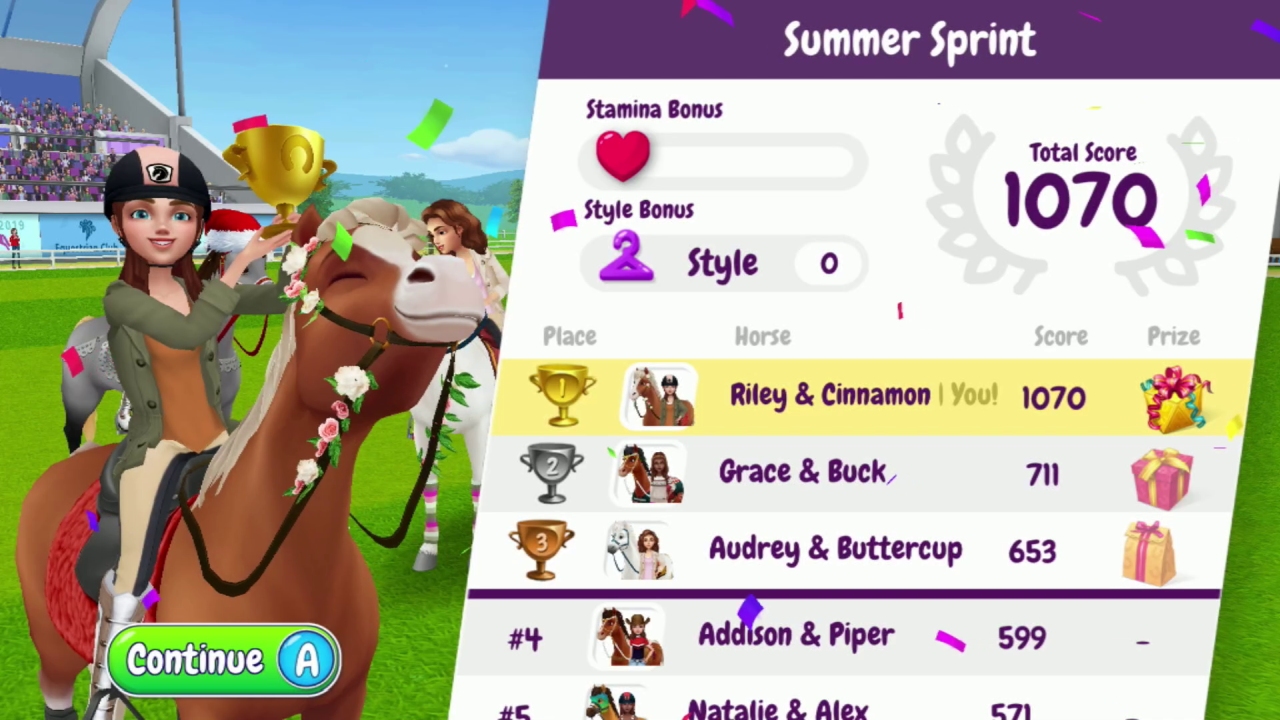 Summer Sprint
Stamina Bonus
Total Score
1070
Style Bonus
Style 0
Place Horse Score Prize
1 Riley & Cinnamon | You! 1070
2 Grace & Buck 711
3 Audrey & Buttercup 653
#4 Addison & Piper 599 -
#5 Natalie & Alex 571 -
2019
Equestrian Club
Continue A